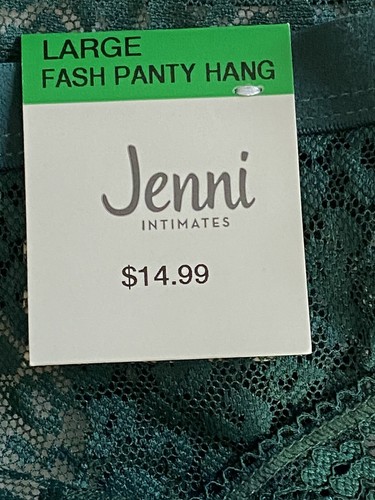 LARGE
FASH PANTY HANG
Jenni
INTIMATES
$14.99